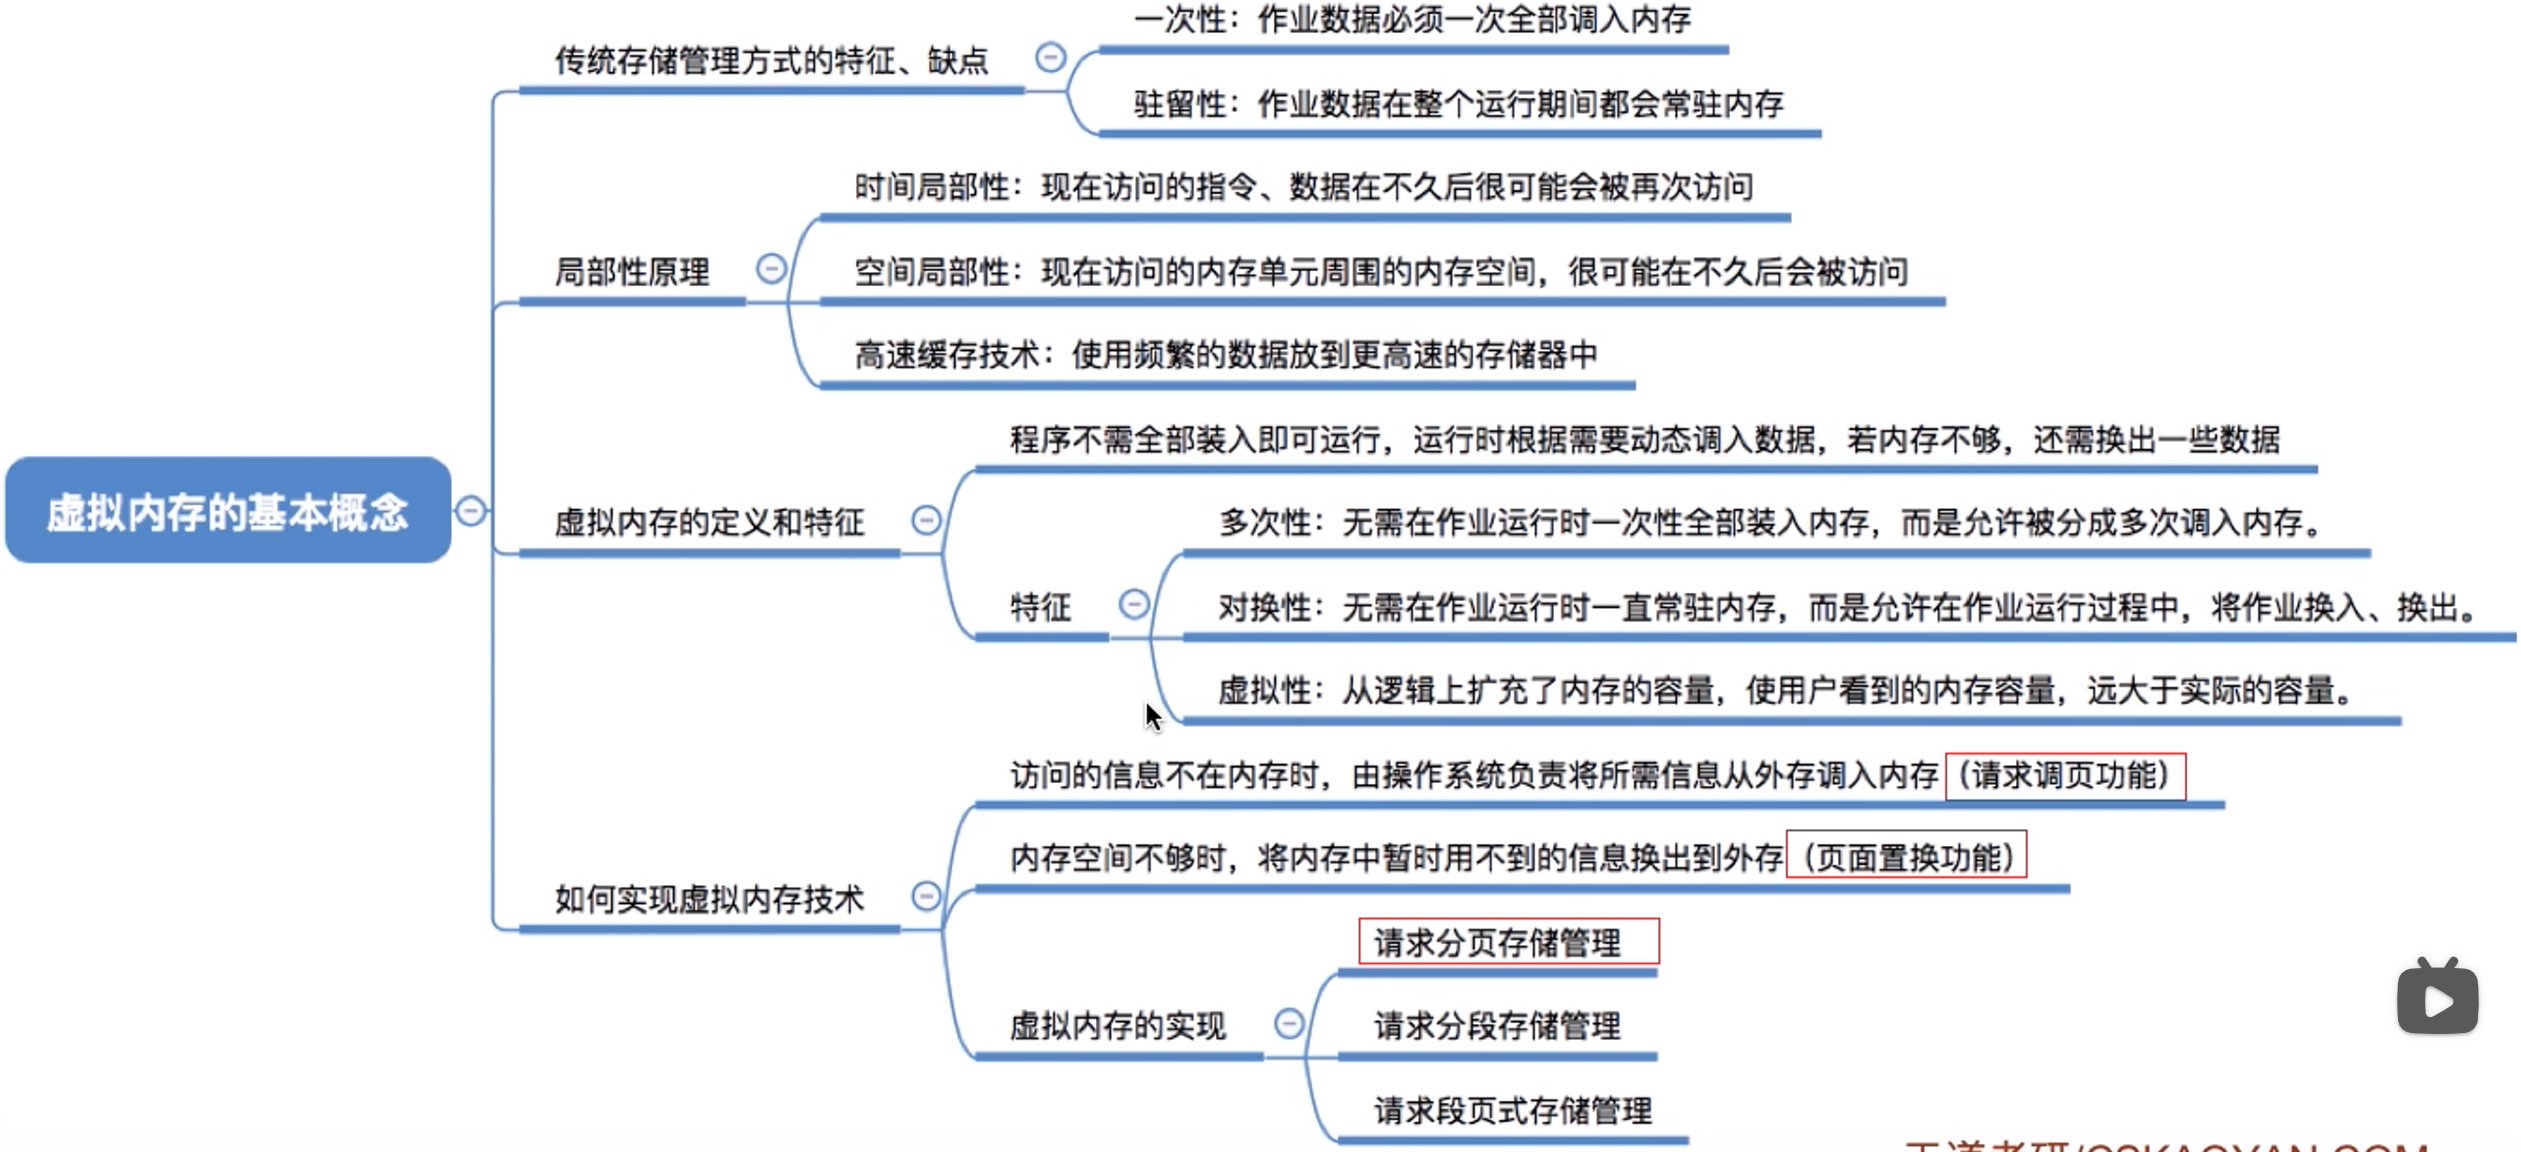 一次性：作业数据必须一次全部调入内存
传统存储管理方式的特征、缺点
驻留性：作业数据在整个运行期间都会常驻内存
时间局部性：现在访问的指令、数据在不久后很可能会被再次访问
局部性原理
空间局部性：现在访问的内存单元周围的内存空间，很可能在不久后会被访问
高速缓存技术：使用频繁的数据放到更高速的存储器中
虚拟内存的基本概念
程序不需全部装入即可运行，运行时根据需要动态调入数据，若内存不够，还需换出一些数据
虚拟内存的定义和特征
多次性：无需在作业运行时一次性全部装入内存，而是允许被分成多次调入内存。
特征
对换性：无需在作业运行时一直常驻内存，而是允许在作业运行过程中，将作业换入、换出。
虚拟性：从逻辑上扩充了内存的容量，使用户看到的内存容量，远大于实际的容量。
访问的信息不在内存时，由操作系统负责将所需信息从外存调入内存（请求调页功能）
内存空间不够时，将内存中暂时用不到的信息换出到外存（页面置换功能）
如何实现虚拟内存技术
请求分页存储管理
虚拟内存的实现
请求分段存储管理
请求段页式存储管理
王道考研/CSKAOYAN.COM